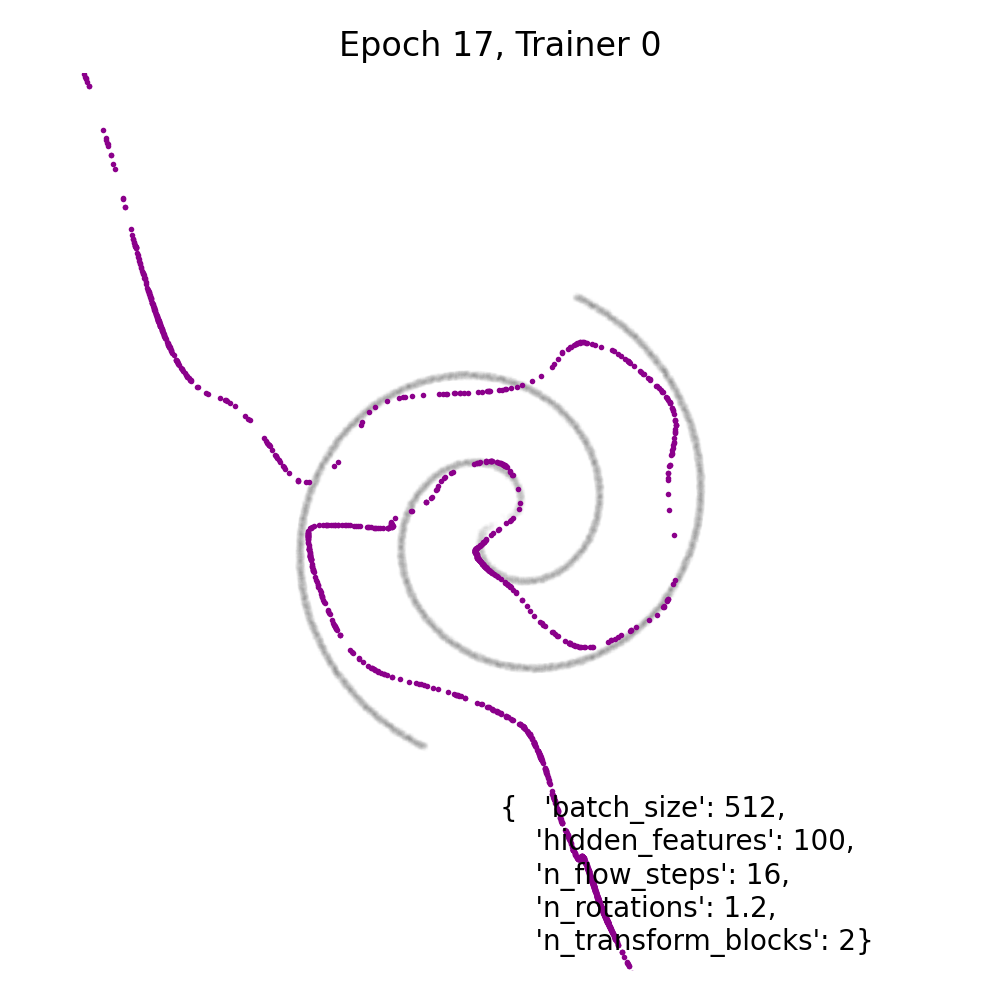 Epoch 17, Trainer 0
{ 'batch_size': 512,
'hidden_features': 100,
'n_flow_steps': 16,
'n_rotations': 1.2,
'n_transform_blocks': 2}